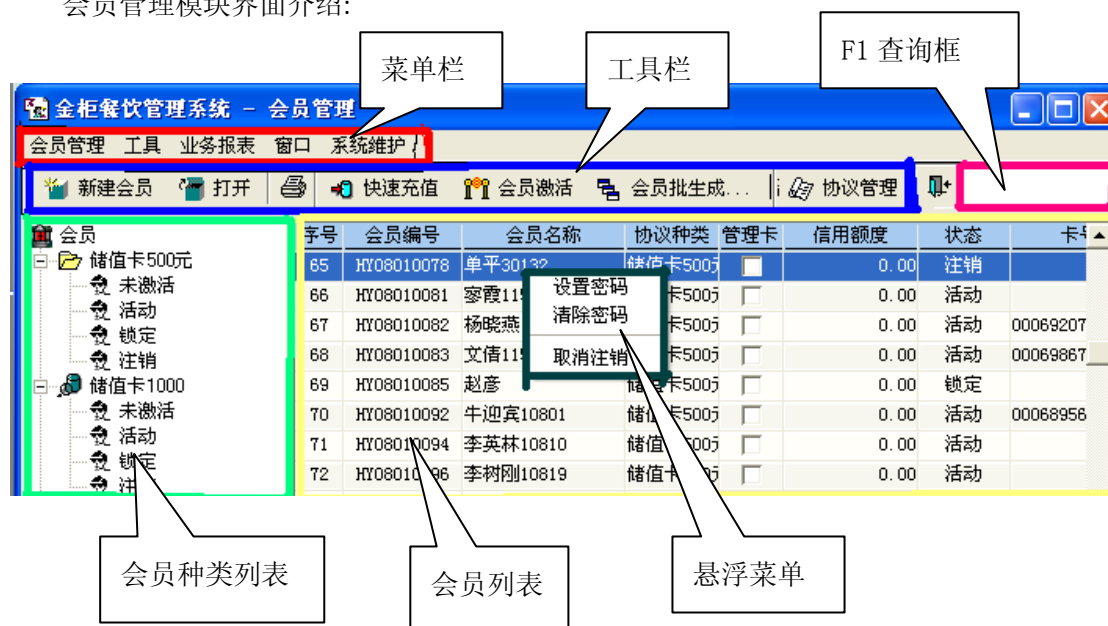 会员管理模块界面介绍:
菜单栏
工具栏
F1 查询框
金柜餐饮管理系统 - 会员管理
会员管理 工具 业务报表 窗口 系统维护
新建会员 打开 快速充值 会员激活 会员批生成... 协议管理
会员
储值卡500元
未激活
活动
锁定
注销
储值卡1000
未激活
活动
锁定
序号 会员编号 会员名称 协议种类 管理卡 信用额度 状态
65 HY08010078 单平30132 储值卡500 0.00 注销
66 HY08010081 0.00 活动
67 HY08010082 杨晓燕 0.00 活动 00069207
68 HY08010083 0.00 活动 00069867
69 HY08010085 赵彦 0.00 锁定
70 HY08010092 牛迎宾10801 0.00 活动 00068956
71 李英林10810 0.00 活动
72 李树刚10819 0.00 活动
设置密码
清除密码
取消注销
会员种类列表
会员列表
悬浮菜单